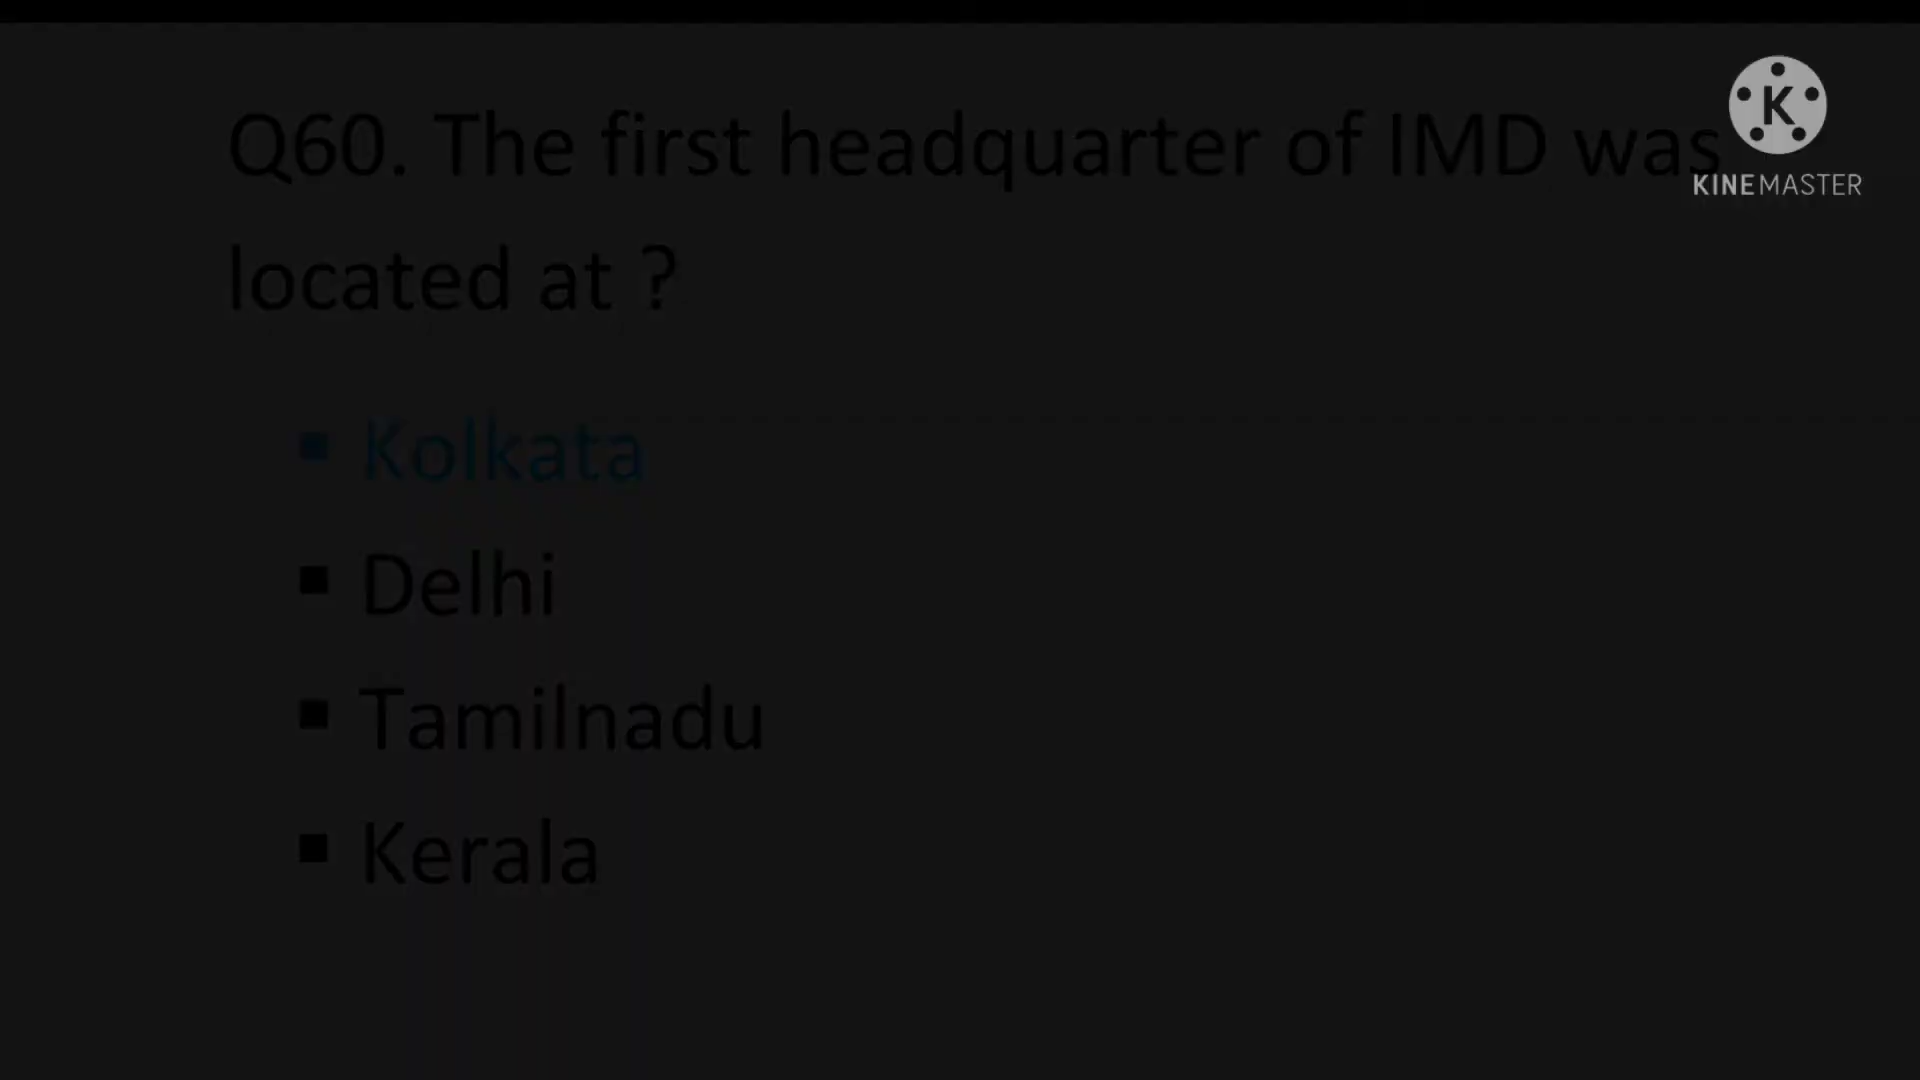 Q60. The first headquarter of IMD was
located at ?
▪ Kolkata
▪ Delhi
▪ Tamilnadu
▪ Kerala
K
KINEMASTER